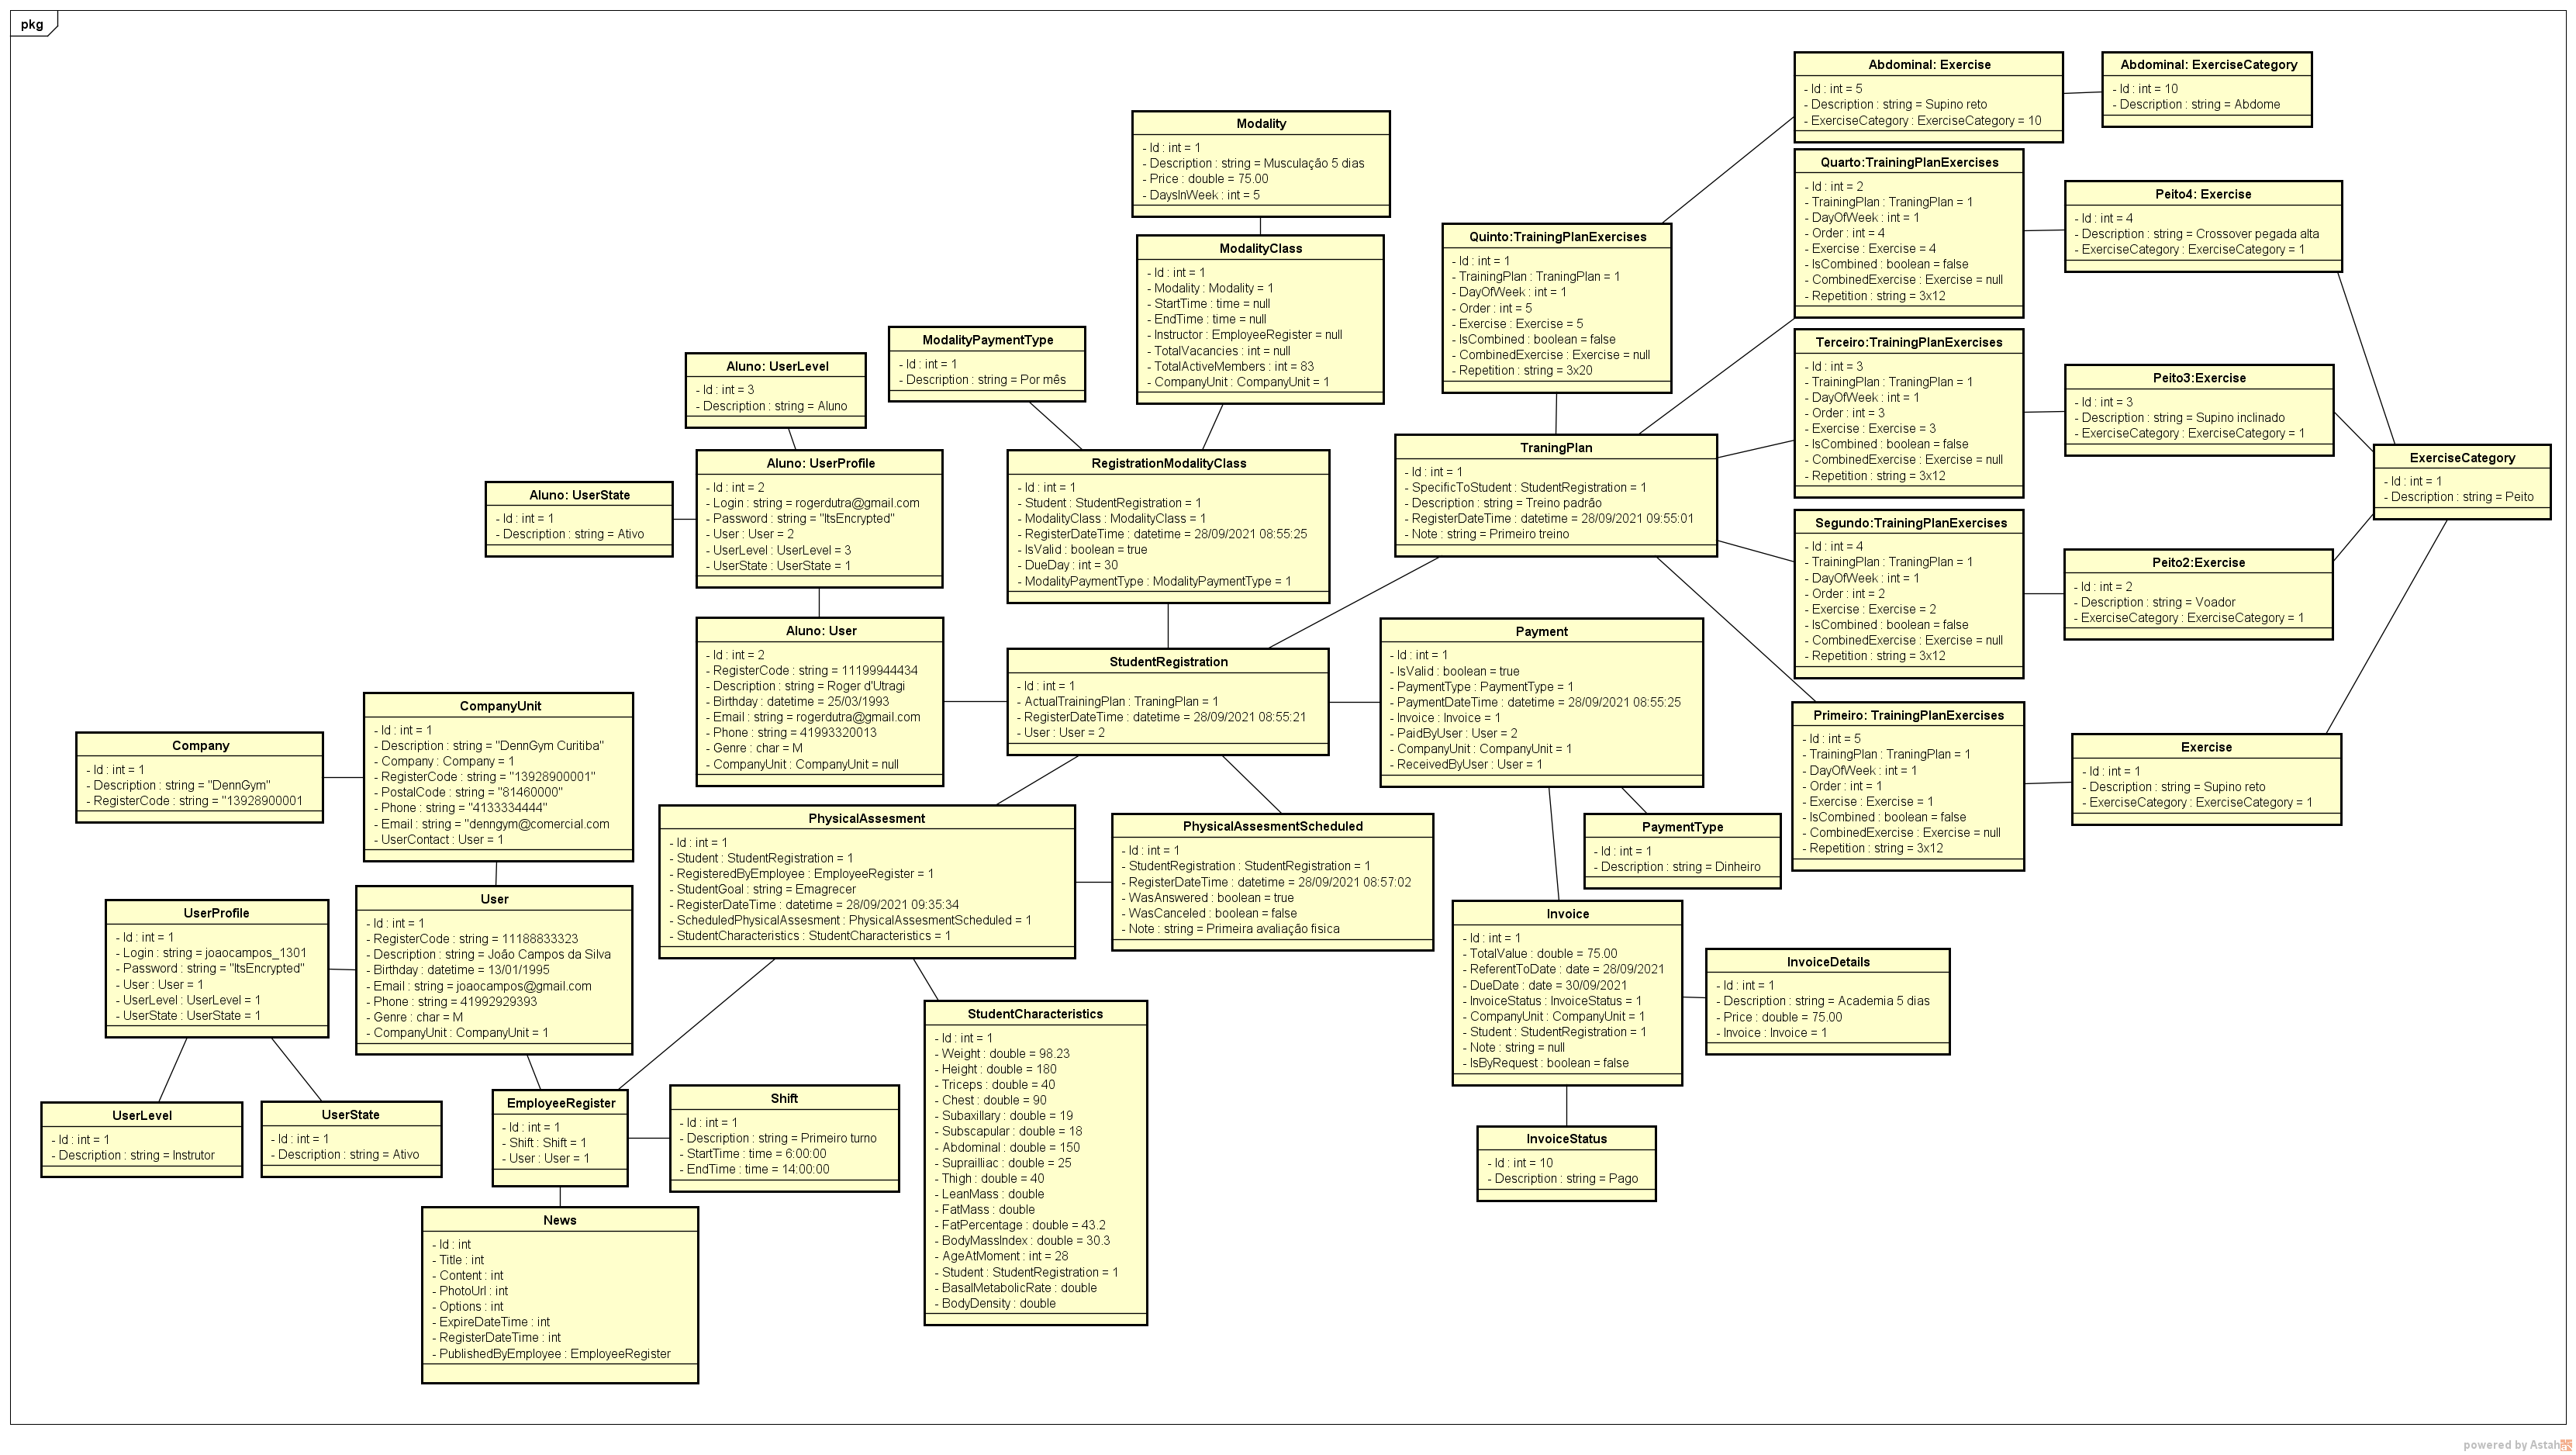 pkg
Abdominal: Exercise
- Id : int = 5
- Description : string = Supino reto
- ExerciseCategory : ExerciseCategory = 10
Abdominal: ExerciseCategory
- Id : int = 10
- Description : string = Abdome
Modality
- Id : int = 1
- Description : string = Musculação 5 dias
- Price : double = 75.00
- DaysInWeek : int = 5
Quarto:TrainingPlanExercises
- Id : int = 2
- TrainingPlan : TraningPlan = 1
- DayOfWeek : int = 1
- Order : int = 4
- Exercise : Exercise = 4
- IsCombined : boolean = false
- CombinedExercise : Exercise = null
- Repetition : string = 3x12
Peito4: Exercise
- Id : int = 4
- Description : string = Crossover pegada alta
- ExerciseCategory : ExerciseCategory = 1
Quinto:TrainingPlanExercises
- Id : int = 1
- TrainingPlan : TraningPlan = 1
- DayOfWeek : int = 1
- Order : int = 5
- Exercise : Exercise = 5
- IsCombined : boolean = false
- CombinedExercise : Exercise = null
- Repetition : string = 3x20
ModalityClass
- Id : int = 1
- Modality : Modality = 1
- StartTime : time = null
- EndTime : time = null
- Instructor : EmployeeRegister = null
- TotalVacancies : int = null
- TotalActiveMembers : int = 83
- CompanyUnit : CompanyUnit = 1
ModalityPaymentType
- Id : int = 1
- Description : string = Por mês
Aluno: UserLevel
- Id : int = 3
- Description : string = Aluno
Terceiro:TrainingPlanExercises
- Id : int = 3
- TrainingPlan : TraningPlan = 1
- DayOfWeek : int = 1
- Order : int = 3
- Exercise : Exercise = 3
- IsCombined : boolean = false
- CombinedExercise : Exercise = null
- Repetition : string = 3x12
Peito3:Exercise
- Id : int = 3
- Description : string = Supino inclinado
- ExerciseCategory : ExerciseCategory = 1
ExerciseCategory
- Id : int = 1
- Description : string = Peito
Aluno: UserState
- Id : int = 1
- Description : string = Ativo
Aluno: UserProfile
- Id : int = 2
- Login : string = rogerdutra@gmail.com
- Password : string = "ItsEncrypted"
- User : User = 2
- UserLevel : UserLevel = 3
- UserState : UserState = 1
RegistrationModalityClass
- Id : int = 1
- Student : StudentRegistration = 1
- ModalityClass : ModalityClass = 1
- RegisterDateTime : datetime = 28/09/2021 08:55:25
- IsValid : boolean = true
- DueDay : int = 30
- ModalityPaymentType : ModalityPaymentType = 1
TraningPlan
- Id : int = 1
- SpecificToStudent : StudentRegistration = 1
- Description : string = Treino padrão
- RegisterDateTime : datetime = 28/09/2021 09:55:01
- Note : string = Primeiro treino
Segundo:TrainingPlanExercises
- Id : int = 4
- TrainingPlan : TraningPlan = 1
- DayOfWeek : int = 1
- Order : int = 2
- Exercise : Exercise = 2
- IsCombined : boolean = false
- CombinedExercise : Exercise = null
- Repetition : string = 3x12
Peito2:Exercise
- Id : int = 2
- Description : string = Voador
- ExerciseCategory : ExerciseCategory = 1
Aluno: User
- Id : int = 2
- RegisterCode : string = 11199944434
- Description : string = Roger d'Utragi
- Birthday : datetime = 25/03/1993
- Email : string = rogerdutra@gmail.com
- Phone : string = 41993320013
- Genre : char = M
- CompanyUnit : CompanyUnit = null
StudentRegistration
- Id : int = 1
- ActualTrainingPlan : TraningPlan = 1
- RegisterDateTime : datetime = 28/09/2021 08:55:21
- User : User = 2
Payment
- Id : int = 1
- IsValid : boolean = true
- PaymentType : PaymentType = 1
- PaymentDateTime : datetime = 28/09/2021 08:55:25
- Invoice : Invoice = 1
- PaidByUser : User = 2
- CompanyUnit : CompanyUnit = 1
- ReceivedByUser : User = 1
Primeiro: TrainingPlanExercises
- Id : int = 5
- TrainingPlan : TraningPlan = 1
- DayOfWeek : int = 1
- Order : int = 1
- Exercise : Exercise = 1
- IsCombined : boolean = false
- CombinedExercise : Exercise = null
- Repetition : string = 3x12
Exercise
- Id : int = 1
- Description : string = Supino reto
- ExerciseCategory : ExerciseCategory = 1
Company
- Id : int = 1
- Description : string = "DennGym"
- RegisterCode : string = "13928900001
CompanyUnit
- Id : int = 1
- Description : string = "DennGym Curitiba"
- Company : Company = 1
- RegisterCode : string = "13928900001"
- PostalCode : string = "81460000"
- Phone : string = "4133334444"
- Email : string = "denngym@comercial.com
- UserContact : User = 1
PhysicalAssesment
- Id : int = 1
- Student : StudentRegistration = 1
- RegisteredByEmployee : EmployeeRegister = 1
- StudentGoal : string = Emagrecer
- RegisterDateTime : datetime = 28/09/2021 09:35:34
- ScheduledPhysicalAssesment : PhysicalAssesmentScheduled = 1
- StudentCharacteristics : StudentCharacteristics = 1
PhysicalAssesmentScheduled
- Id : int = 1
- StudentRegistration : StudentRegistration = 1
- RegisterDateTime : datetime = 28/09/2021 08:57:02
- WasAnswered : boolean = true
- WasCanceled : boolean = false
- Note : string = Primeira avaliação fisica
PaymentType
- Id : int = 1
- Description : string = Dinheiro
UserProfile
- Id : int = 1
- Login : string = joaocampos_1301
- Password : string = "ItsEncrypted"
- User : User = 1
- UserLevel : UserLevel = 1
- UserState : UserState = 1
User
- Id : int = 1
- RegisterCode : string = 11188833323
- Description : string = João Campos da Silva
- Birthday : datetime = 13/01/1995
- Email : string = joaocampos@gmail.com
- Phone : string = 41992929393
- Genre : char = M
- CompanyUnit : CompanyUnit = 1
Invoice
- Id : int = 1
- TotalValue : double = 75.00
- ReferentToDate : date = 28/09/2021
- DueDate : date = 30/09/2021
- InvoiceStatus : InvoiceStatus = 1
- CompanyUnit : CompanyUnit = 1
- Student : StudentRegistration = 1
- Note : string = null
- IsByRequest : boolean = false
InvoiceDetails
- Id : int = 1
- Description : string = Academia 5 dias
- Price : double = 75.00
- Invoice : Invoice = 1
StudentCharacteristics
- Id : int = 1
- Weight : double = 98.23
- Height : double = 180
- Triceps : double = 40
- Chest : double = 90
- Subaxillary : double = 19
- Subscapular : double = 18
- Abdominal : double = 150
- Suprailliac : double = 25
- Thigh : double = 40
- LeanMass : double
- FatMass : double
- FatPercentage : double = 43.2
- BodyMassIndex : double = 30.3
- AgeAtMoment : int = 28
- Student : StudentRegistration = 1
- BasalMetabolicRate : double
- BodyDensity : double
UserLevel
- Id : int = 1
- Description : string = Instrutor
UserState
- Id : int = 1
- Description : string = Ativo
EmployeeRegister
- Id : int = 1
- Shift : Shift = 1
- User : User = 1
Shift
- Id : int = 1
- Description : string = Primeiro turno
- StartTime : time = 6:00:00
- EndTime : time = 14:00:00
InvoiceStatus
- Id : int = 10
- Description : string = Pago
News
- Id : int
- Title : int
- Content : int
- PhotoUrl : int
- Options : int
- ExpireDateTime : int
- RegisterDateTime : int
- PublishedByEmployee : EmployeeRegister
powered by Astah